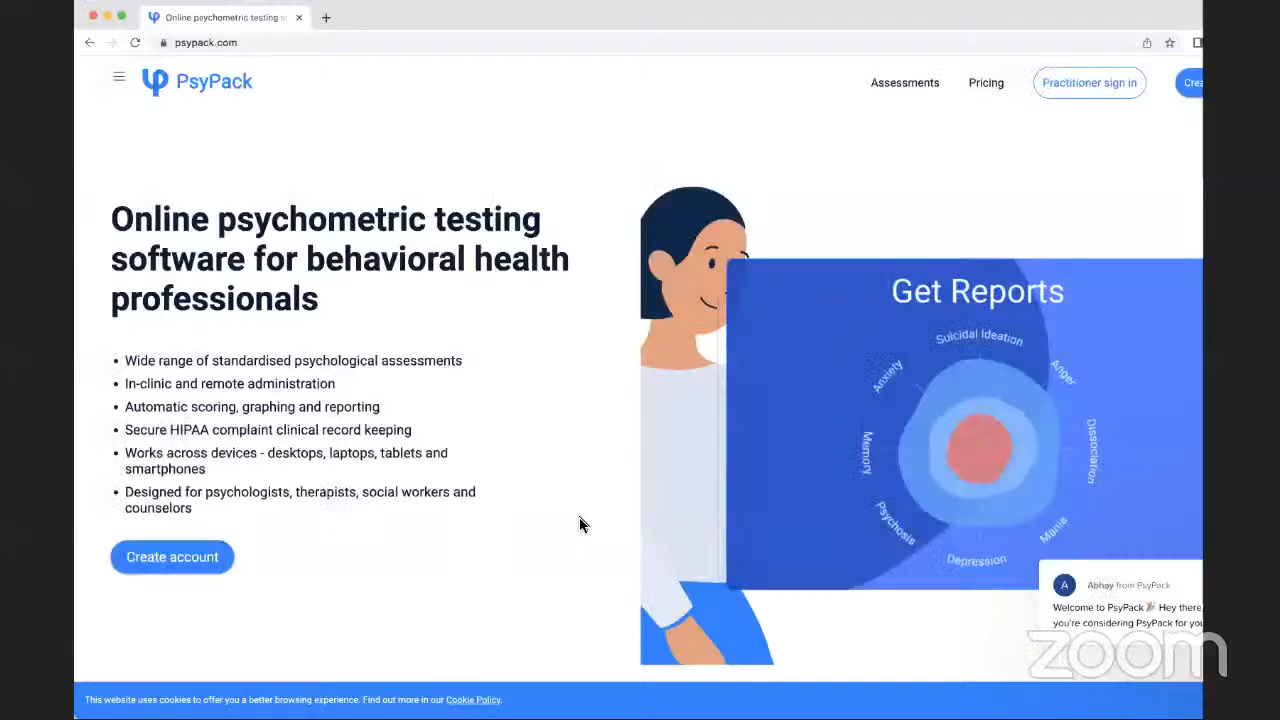 Online psychometric testing s
psypack.com
PsyPack
Assessments
Pricing
Practitioner sign in
Crea
Online psychometric testing
software for behavioral health
professionals
• Wide range of standardised psychological assessments
• In-clinic and remote administration
• Automatic scoring, graphing and reporting
• Secure HIPAA complaint clinical record keeping
• Works across devices - desktops, laptops, tablets and
smartphones
• Designed for psychologists, therapists, social workers and
counselors
Create account
Get Reports
Suicidal Ideation
Anger
Dissociation
Mania
Depression
Psychosis
Memory
Anxiety
A
Abhay from PsyPack
Welcome to PsyPack 🎉 Hey there,
you're considering PsyPack for you
zoom
This website uses cookies to offer you a better browsing experience. Find out more in our Cookie Policy.